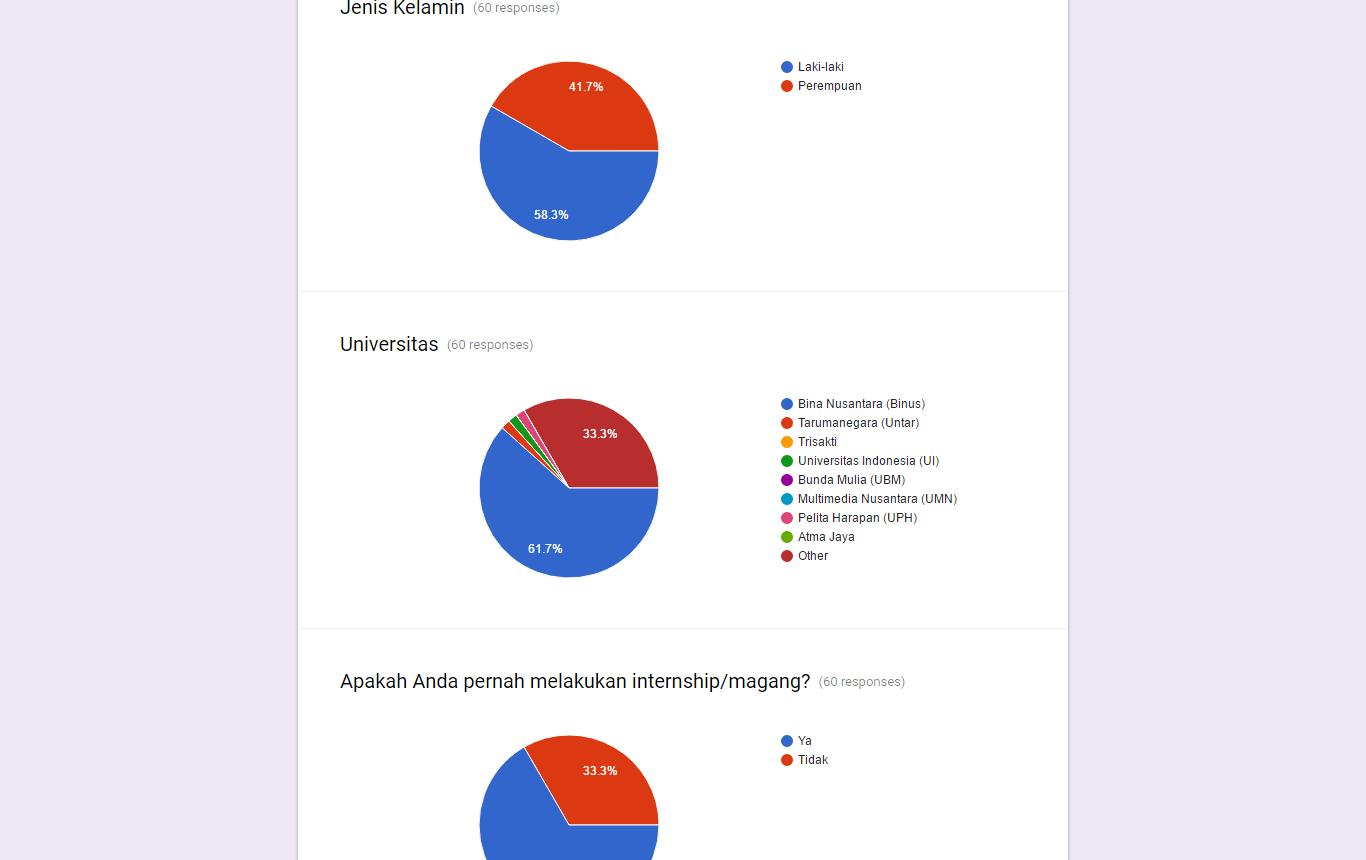 Jenis Kelamin (60 responses)
Laki-laki
Perempuan
41.7%
58.3%
Universitas (60 responses)
Bina Nusantara (Binus)
Tarumanegara (Untar)
Trisakti
Universitas Indonesia (UI)
Bunda Mulia (UBM)
Multimedia Nusantara (UMN)
Pelita Harapan (UPH)
Atma Jaya
Other
33.3%
61.7%
Apakah Anda pernah melakukan internship/magang? (60 responses)
Ya
Tidak
33.3%